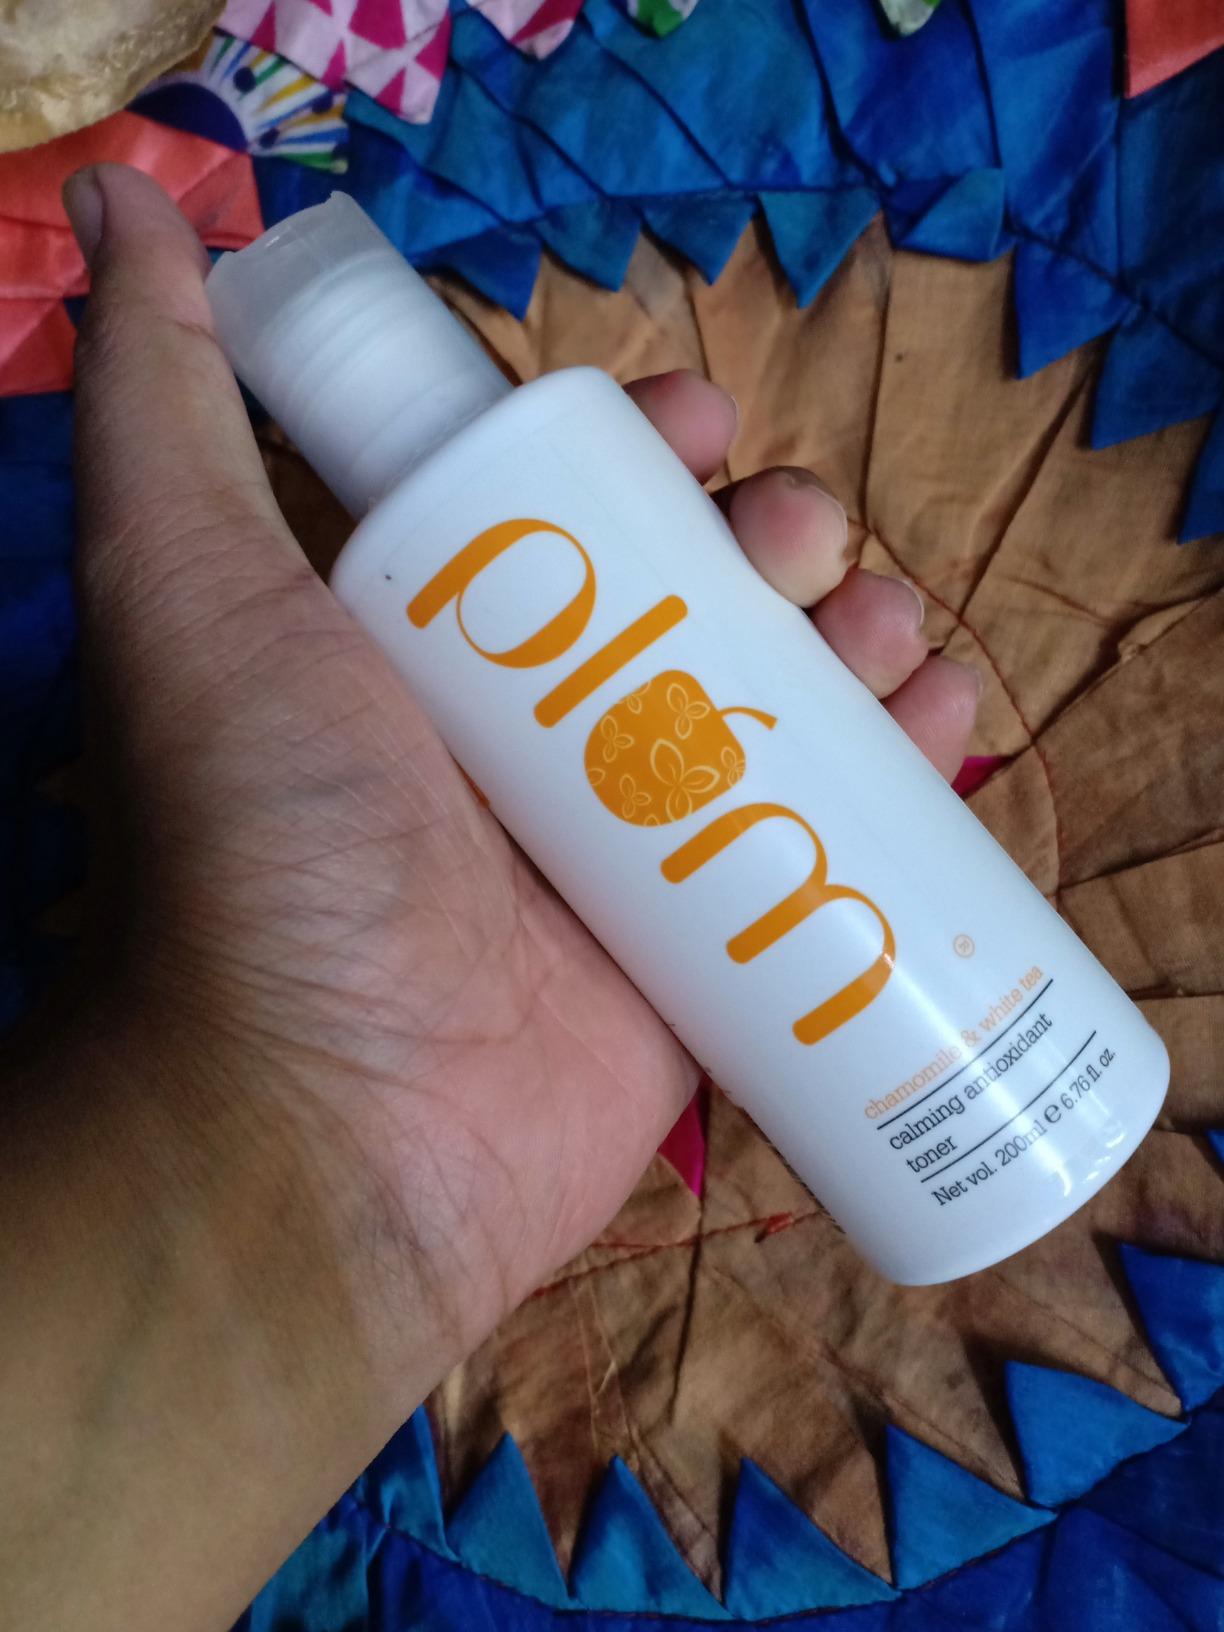 plum
®
chamomile & white tea
calming antioxidant
toner
Net vol. 200ml ℮ 6.76 fl. oz.